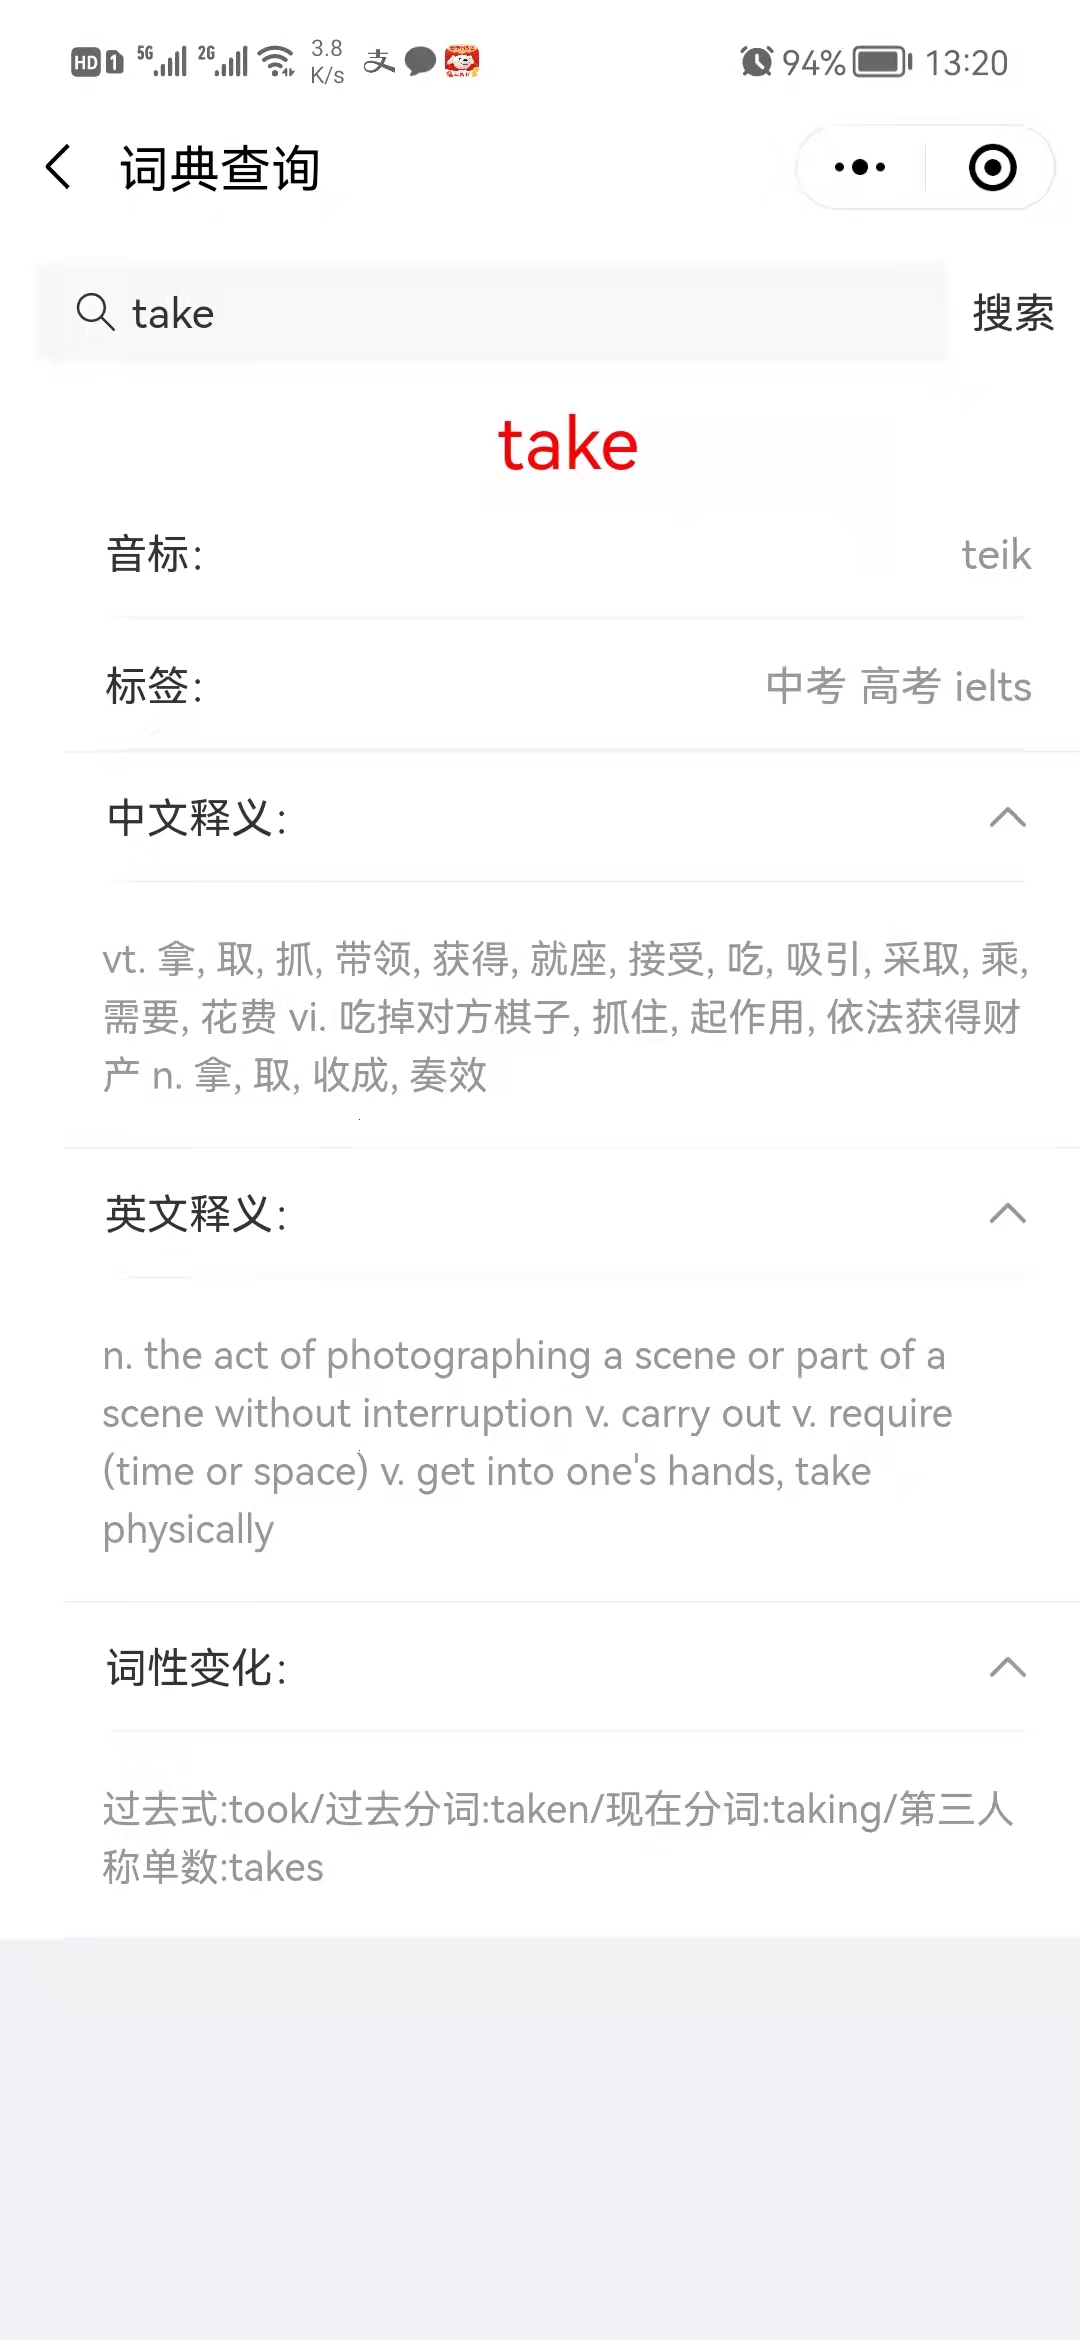 HD 1 5G 2G 3.8 K/s 支 94% 13:20
词典查询
take 搜索
take
音标: teik
标签: 中考 高考 ielts
中文释义:
vt. 拿, 取, 抓, 带领, 获得, 就座, 接受, 吃, 吸引, 采取, 乘,
需要, 花费 vi. 吃掉对方棋子, 抓住, 起作用, 依法获得财
产 n. 拿, 取, 收成, 奏效
英文释义:
n. the act of photographing a scene or part of a
scene without interruption v. carry out v. require
(time or space) v. get into one's hands, take
physically
词性变化:
过去式:took/过去分词:taken/现在分词:taking/第三人
称单数:takes